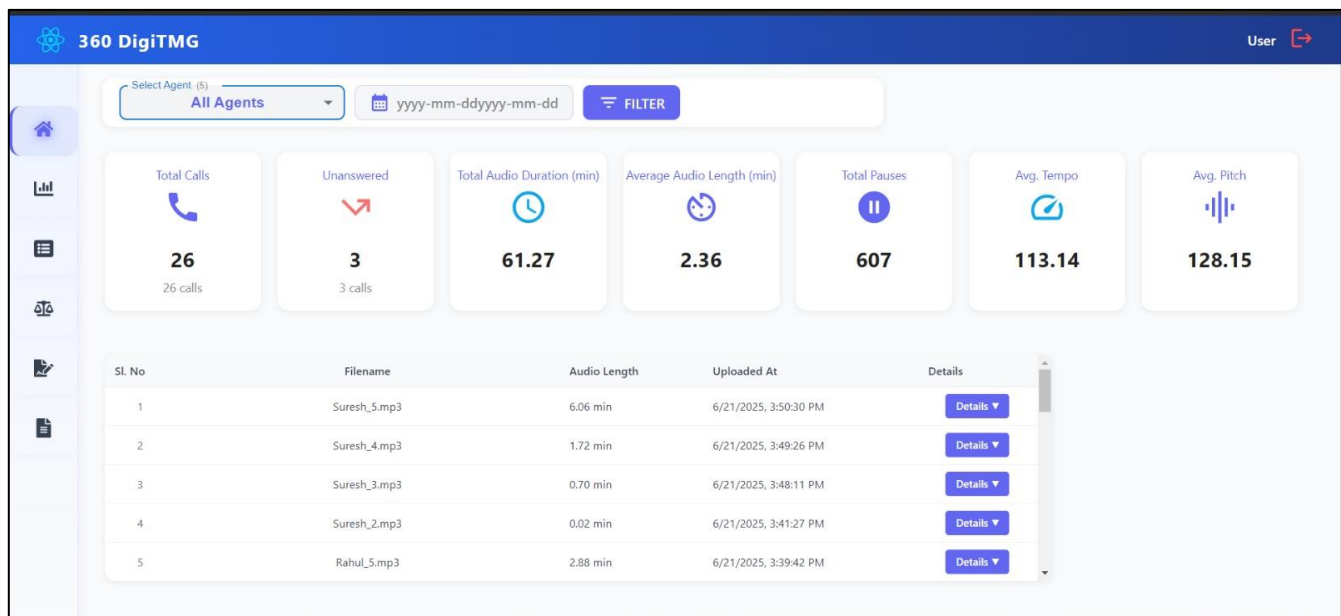 360 DigiTMG
User
Select Agent (5)
All Agents
yyyy-mm-ddyyyy-mm-dd
FILTER
Total Calls
26
26 calls
Unanswered
3
3 calls
Total Audio Duration (min)
61.27
Average Audio Length (min)
2.36
Total Pauses
607
Avg. Tempo
113.14
Avg. Pitch
128.15
Sl. No Filename Audio Length Uploaded At Details
1 Suresh_5.mp3 6.06 min 6/21/2025, 3:50:30 PM Details ▼
2 Suresh_4.mp3 1.72 min 6/21/2025, 3:49:26 PM Details ▼
3 Suresh_3.mp3 0.70 min 6/21/2025, 3:48:11 PM Details ▼
4 Suresh_2.mp3 0.02 min 6/21/2025, 3:41:27 PM Details ▼
5 Rahul_5.mp3 2.88 min 6/21/2025, 3:39:42 PM Details ▼